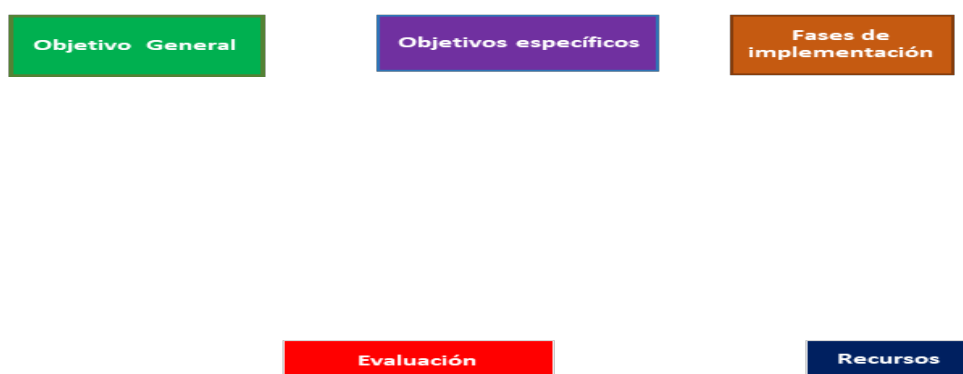 Objetivo General
Objetivos específicos
Fases de
implementación
Evaluación
Recursos